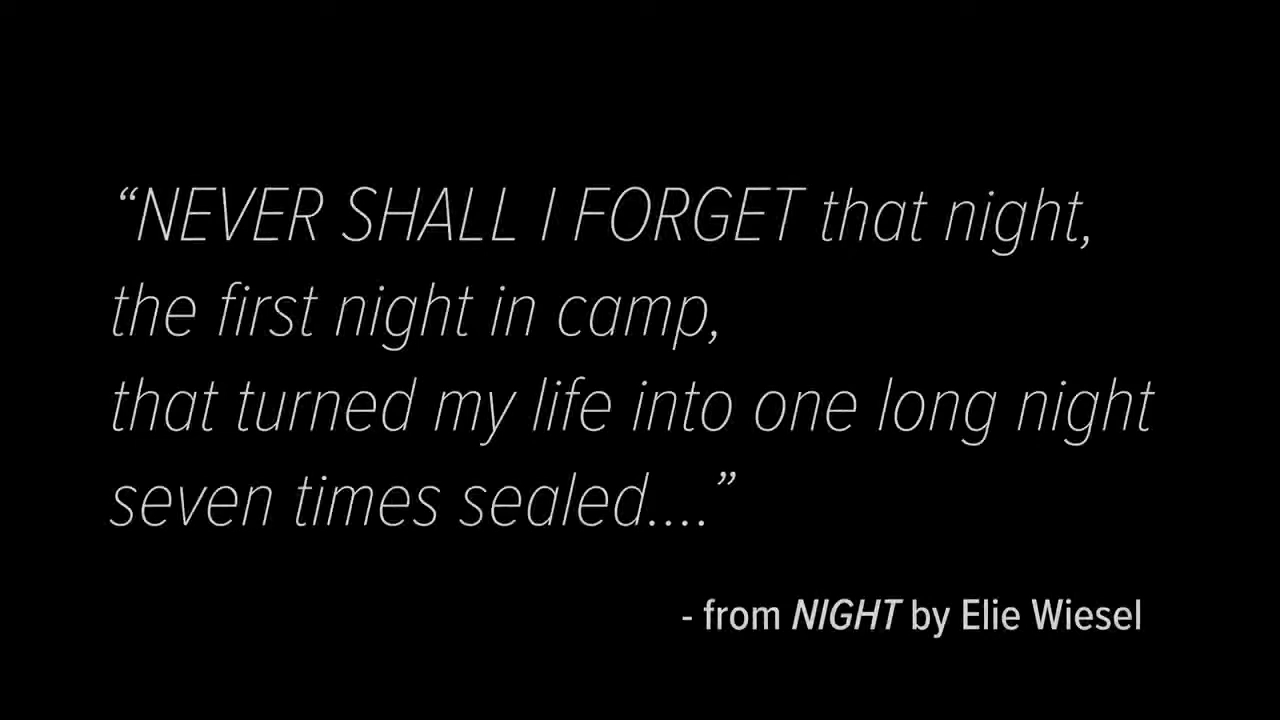 “NEVER SHALL I FORGET that night,
the first night in camp,
that turned my life into one long night
seven times sealed....”
- from NIGHT by Elie Wiesel